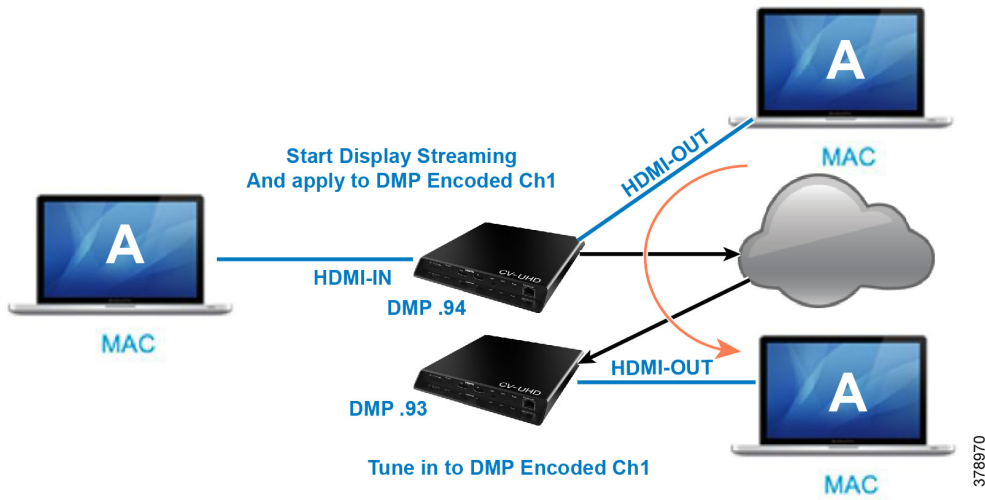 A
MAC
Start Display Streaming
And apply to DMP Encoded Ch1
HDMI-OUT
A
MAC
HDMI-IN
CV-UHD
DMP .94
CV-UHD
DMP .93
HDMI-OUT
A
MAC
Tune in to DMP Encoded Ch1
378970